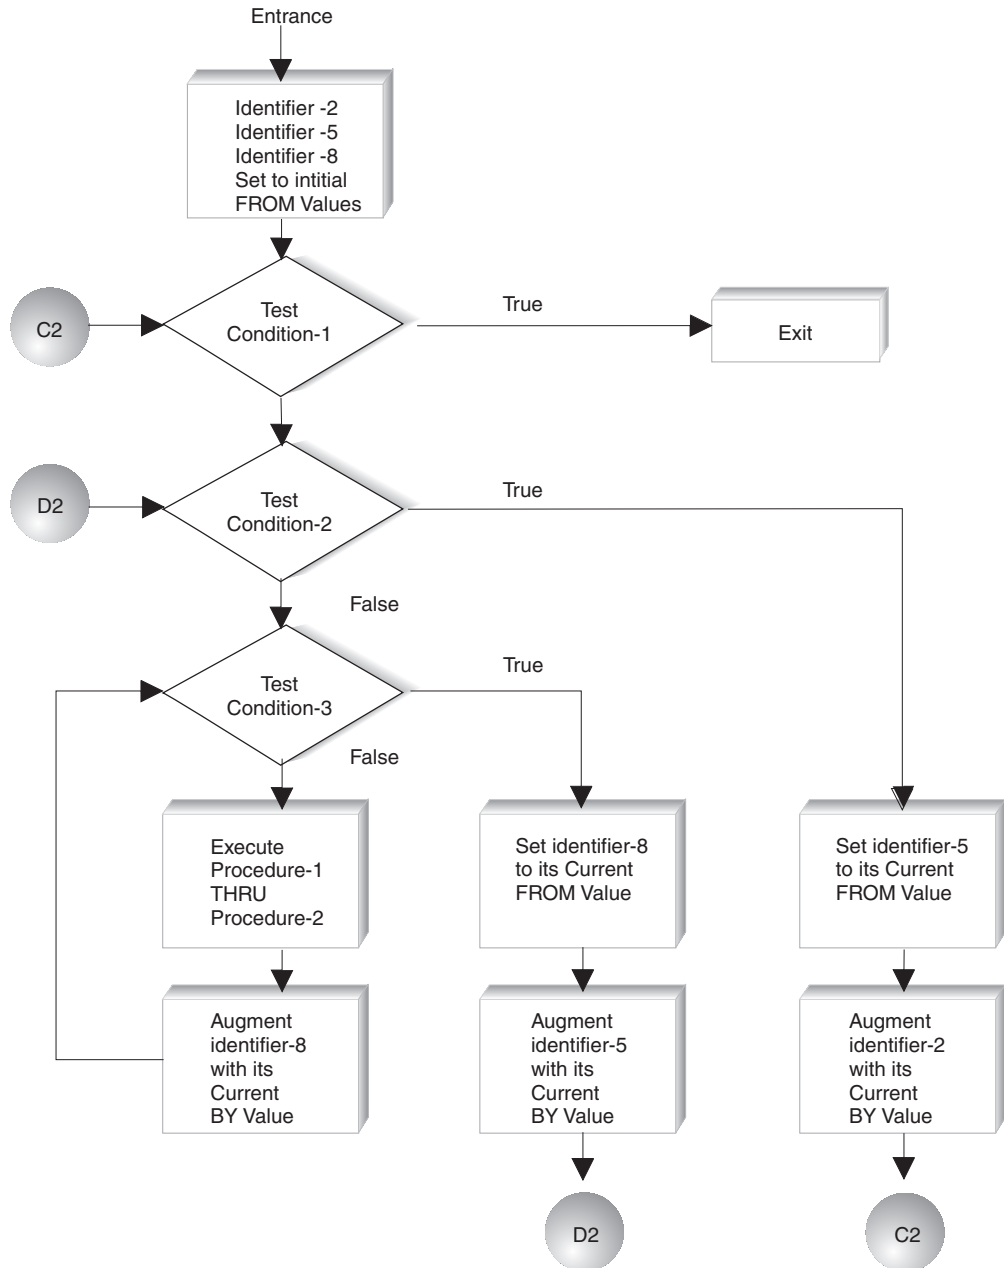 Entrance
Identifier -2
Identifier -5
Identifier -8
Set to intitial
FROM Values
C2
Test
Condition-1
True
Exit
D2
Test
Condition-2
True
False
Test
Condition-3
True
False
Execute
Procedure-1
THRU
Procedure-2
Set identifier-8
to its Current
FROM Value
Set identifier-5
to its Current
FROM Value
Augment
identifier-8
with its
Current
BY Value
Augment
identifier-5
with its
Current
BY Value
Augment
identifier-2
with its
Current
BY Value
D2
C2